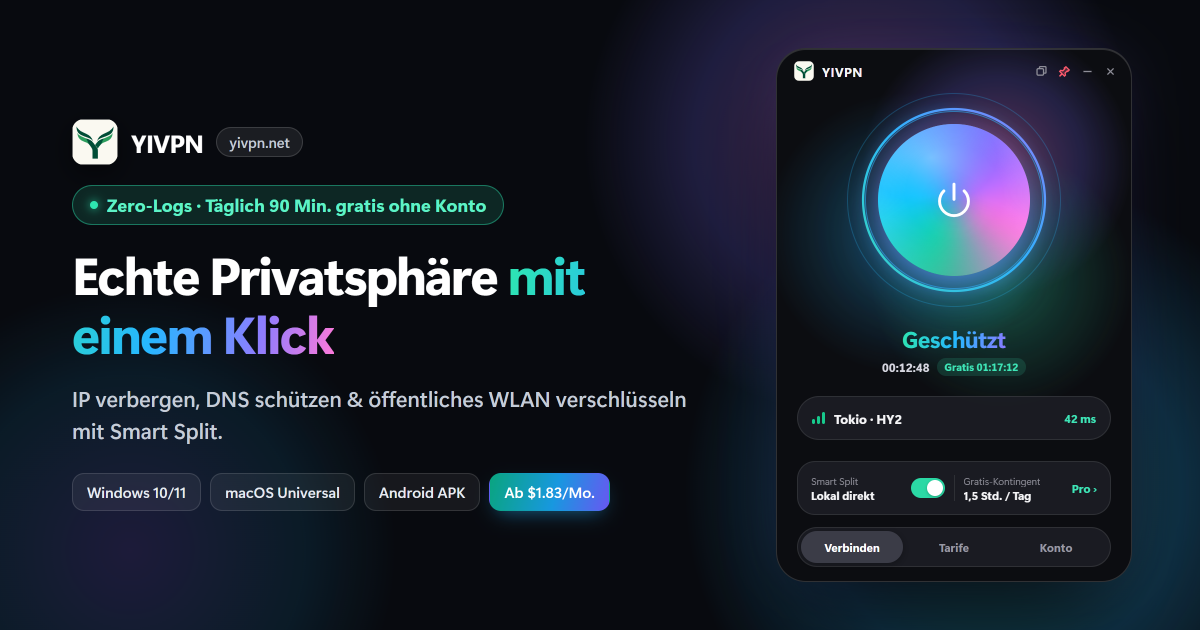 YIVPN
yivpn.net
Zero-Logs · Täglich 90 Min. gratis ohne Konto
Echte Privatsphäre mit
einem Klick
IP verbergen, DNS schützen & öffentliches WLAN verschlüsseln
mit Smart Split.
Windows 10/11
macOS Universal
Android APK
Ab $1.83/Mo.
YIVPN
Geschützt
00:12:48
Gratis 01:17:12
Tokio · HY2
42 ms
Smart Split
Lokal direkt
Gratis-Kontingent
1,5 Std. / Tag
Pro ›
Verbinden
Tarife
Konto